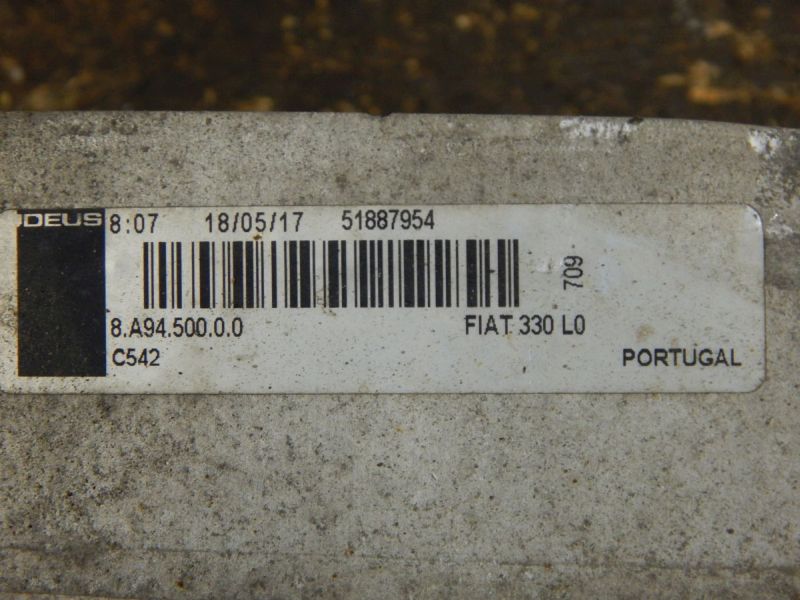 DEUS 8:07 18/05/17 51887954
709
8.A94.500.0.0 FIAT 330 L0
C542 PORTUGAL